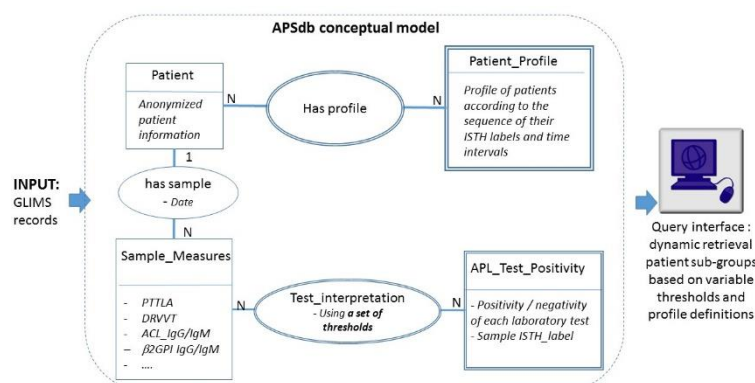 APSdb conceptual model
Patient
Anonymized
patient
information
N
Has profile
N
Patient_Profile
Profile of patients
according to the
sequence of their
ISTH labels and time
intervals
1
has sample
- Date
N
INPUT:
GLIMS
records
Sample_Measures
- PTTLA
- DRVVT
- ACL_IgG/IgM
– β2GPI IgG/IgM
- ....
N
Test_interpretation
- Using a set of
thresholds
N
APL_Test_Positivity
- Positivity / negativity
of each laboratory test
- Sample ISTH_label
Query interface :
dynamic retrieval
patient sub-groups
based on variable
thresholds and
profile definitions